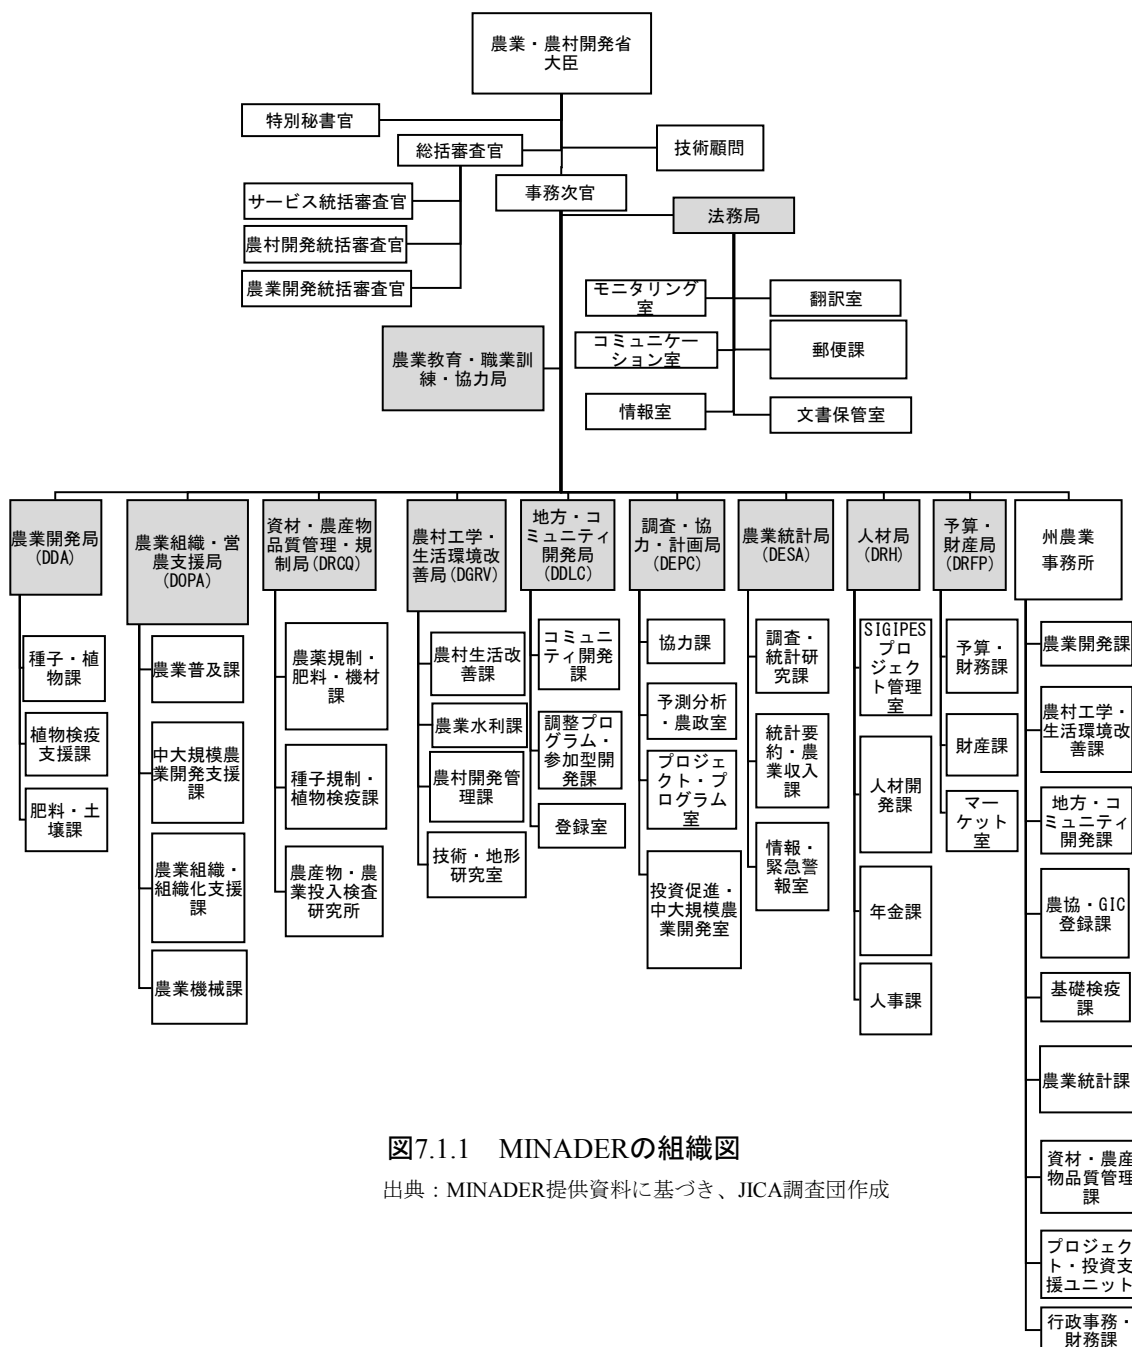 農業・農村開発省
大臣
特別秘書官
総括審査官
技術顧問
事務次官
サービス統括審査官
農村開発統括審査官
農業開発統括審査官
法務局
モニタリング
室
翻訳室
コミュニケー
ション室
郵便課
情報室
文書保管室
農業教育・職業訓
練・協力局
農業開発局
(DDA)
種子・植
物課
植物検疫
支援課
肥料・土
壌課
農業組織・営
農支援局
(DOPA)
農業普及課
中大規模農
業開発支援
課
農業組織・
組織化支援
課
農業機械課
資材・農産物
品質管理・規
制局(DRCQ)
農薬規制・
肥料・機材
課
種子規制・
植物検疫課
農産物・農
業投入検査
研究所
農村工学・
生活環境改
善局(DGRV)
農村生活改
善課
農業水利課
農村開発管
理課
技術・地形
研究室
地方・コ
ミュニティ
開発局
(DDLC)
コミュニ
ティ開発
課
調整プログ
ラム・
参加型開
発課
登録室
調査・協
力・計画局
(DEPC)
協力課
予測分析
・農政室
プロジェ
クト・プロ
グラム
室
投資促進・
中大規模農
業開発室
農業統計局
(DESA)
調査・
統計研
究課
統計要
約・農
業収入
課
情報・
緊急警
報室
人材局
(DRH)
SIGIPES
プロ
ジェク
ト管理
室
人材開
発課
年金課
人事課
予算・
財産局
(DRFP)
予算・
財務課
財産課
マー
ケット
室
州農業
事務所
農業開発課
農村工学・
生活環境改
善課
地方・コ
ミュニティ
開発課
農協・GIC
登録課
基礎検疫
課
農業統計課
資材・農産
物品質管理
課
プロジェク
ト・投資支
援ユニット
行政事務・
財務課
図7.1.1　MINADERの組織図
出典：MINADER提供資料に基づき、JICA調査団作成